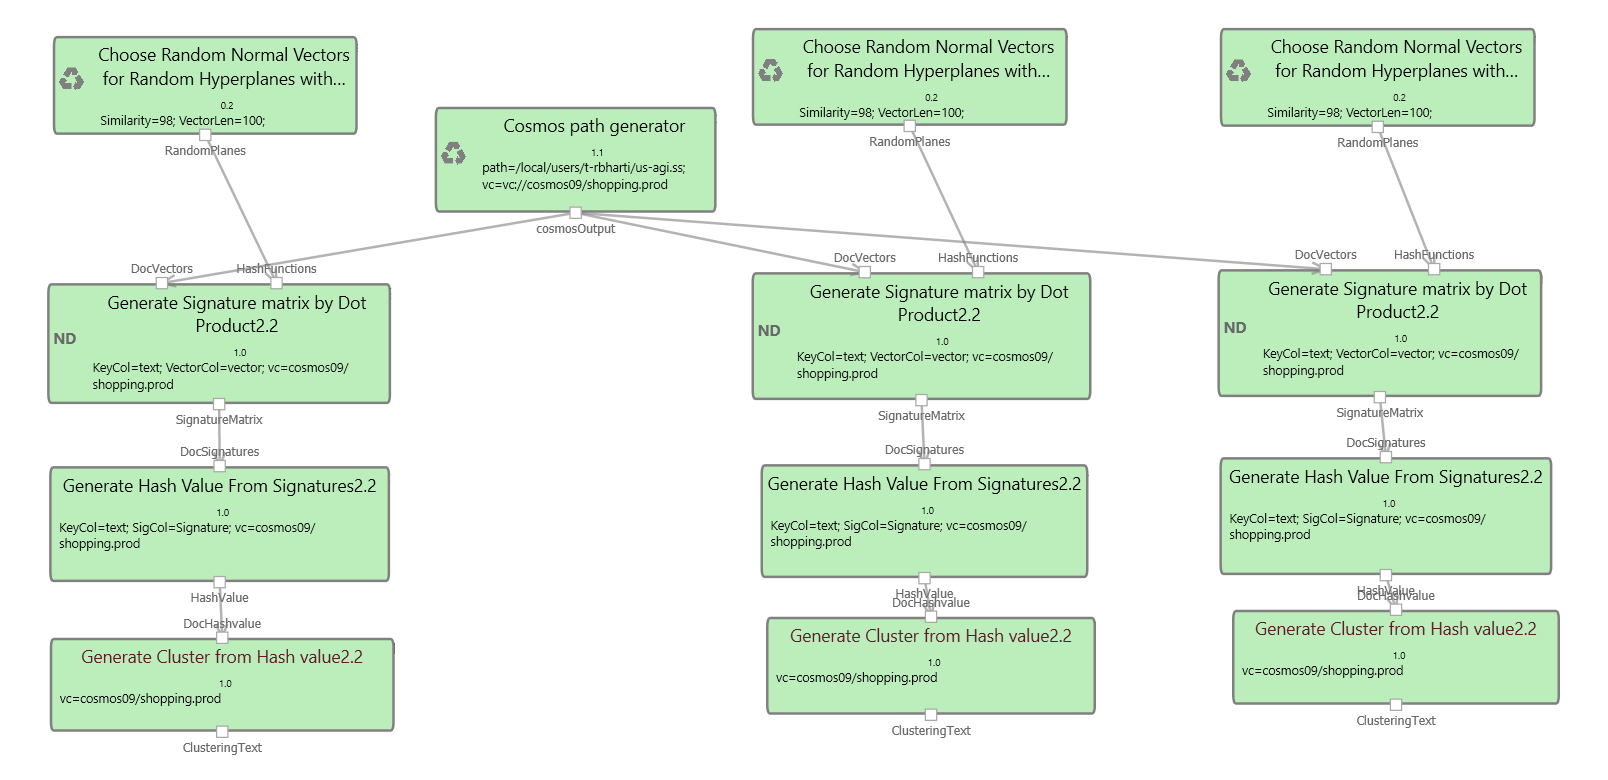 Choose Random Normal Vectors
for Random Hyperplanes with...
0.2
Similarity=98; VectorLen=100;
RandomPlanes
Cosmos path generator
1.1
path=/local/users/t-rbharti/us-agi.ss;
vc=vc://cosmos09/shopping.prod
cosmosOutput
Choose Random Normal Vectors
for Random Hyperplanes with...
0.2
Similarity=98; VectorLen=100;
RandomPlanes
Choose Random Normal Vectors
for Random Hyperplanes with...
0.2
Similarity=98; VectorLen=100;
RandomPlanes
DocVectors
HashFunctions
ND
Generate Signature matrix by Dot
Product2.2
1.0
KeyCol=text; VectorCol=vector; vc=cosmos09/
shopping.prod
SignatureMatrix
DocVectors
HashFunctions
ND
Generate Signature matrix by Dot
Product2.2
1.0
KeyCol=text; VectorCol=vector; vc=cosmos09/
shopping.prod
SignatureMatrix
DocVectors
HashFunctions
ND
Generate Signature matrix by Dot
Product2.2
1.0
KeyCol=text; VectorCol=vector; vc=cosmos09/
shopping.prod
SignatureMatrix
DocSignatures
Generate Hash Value From Signatures2.2
1.0
KeyCol=text; SigCol=Signature; vc=cosmos09/
shopping.prod
HashValue
DocSignatures
Generate Hash Value From Signatures2.2
1.0
KeyCol=text; SigCol=Signature; vc=cosmos09/
shopping.prod
HashValue
DocSignatures
Generate Hash Value From Signatures2.2
1.0
KeyCol=text; SigCol=Signature; vc=cosmos09/
shopping.prod
HashValue
DocHashvalue
Generate Cluster from Hash value2.2
1.0
vc=cosmos09/shopping.prod
ClusteringText
DocHashvalue
Generate Cluster from Hash value2.2
1.0
vc=cosmos09/shopping.prod
ClusteringText
DocHashvalue
Generate Cluster from Hash value2.2
1.0
vc=cosmos09/shopping.prod
ClusteringText